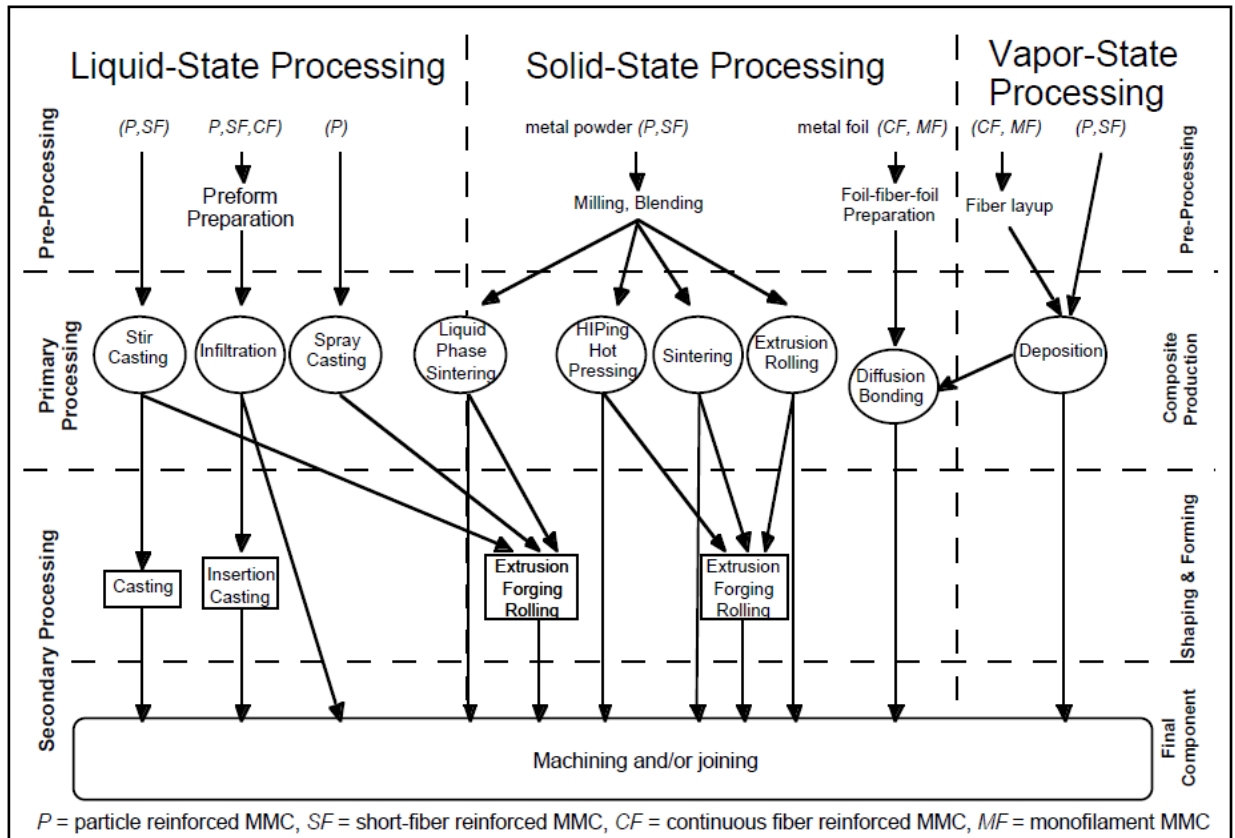 Liquid-State Processing
Solid-State Processing
Vapor-State
Processing
Pre-Processing
(P,SF)
P,SF,CF)
(P)
metal powder (P,SF)
metal foil (CF, MF)
(CF, MF)
(P,SF)
Pre-Processing
Preform
Preparation
Milling, Blending
Foil-fiber-foil
Preparation
Fiber layup
Primary
Processing
Stir
Casting
Infiltration
Spray
Casting
Liquid
Phase
Sintering
HIPing
Hot
Pressing
Sintering
Extrusion
Rolling
Diffusion
Bonding
Deposition
Composite
Production
Secondary Processing
Casting
Insertion
Casting
Extrusion
Forging
Rolling
Extrusion
Forging
Rolling
Shaping & Forming
Machining and/or joining
Final
Component
P = particle reinforced MMC, SF = short-fiber reinforced MMC, CF = continuous fiber reinforced MMC, MF = monofilament MMC